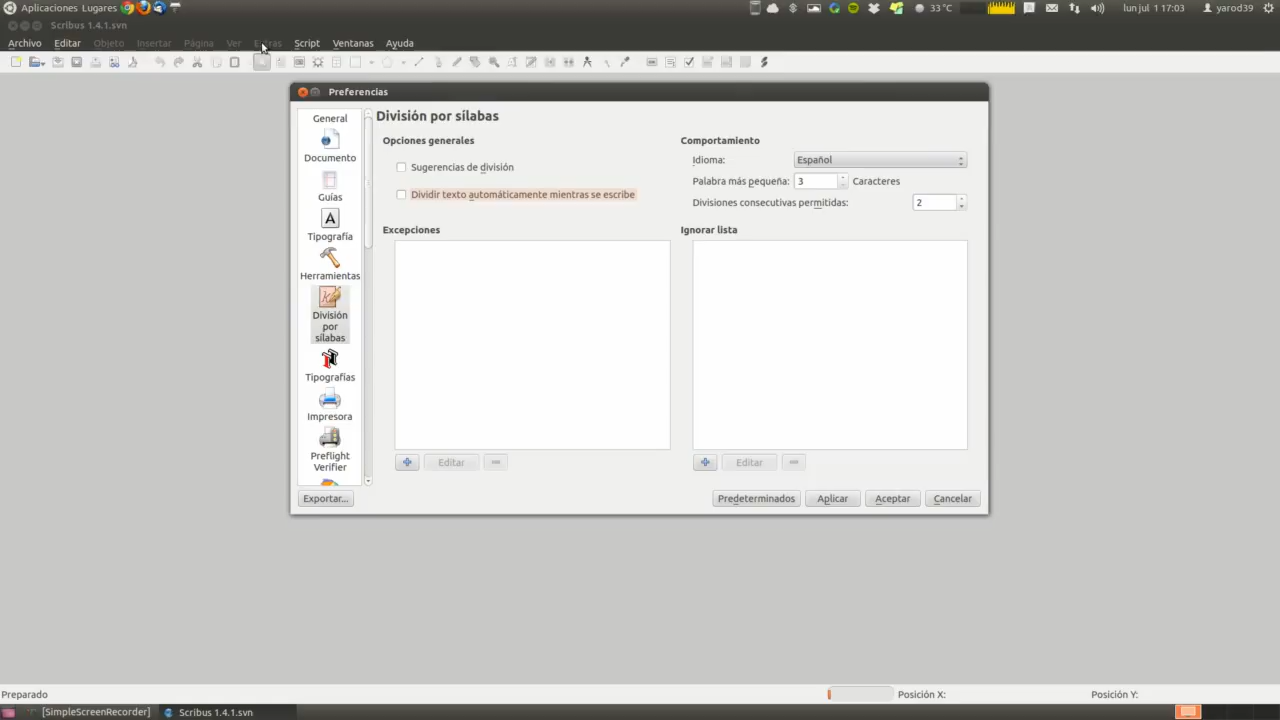 Aplicaciones Lugares
33 °C
lun jul 1 17:03
yarod39
Scribus 1.4.1.svn
Archivo Editar Objeto Insertar Página Ver Extras Script Ventanas Ayuda
Preferencias
General
Documento
Guías
Tipografía
Herramientas
División
por
sílabas
Tipografías
Impresora
Preflight
Verifier
Exportar...
División por sílabas
Opciones generales
Sugerencias de división
Dividir texto automáticamente mientras se escribe
Excepciones
Editar
Comportamiento
Idioma: Español
Palabra más pequeña: 3 Caracteres
Divisiones consecutivas permitidas: 2
Ignorar lista
Editar
Predeterminados Aplicar Aceptar Cancelar
Preparado
Posición X:
Posición Y:
[SimpleScreenRecorder]
Scribus 1.4.1.svn